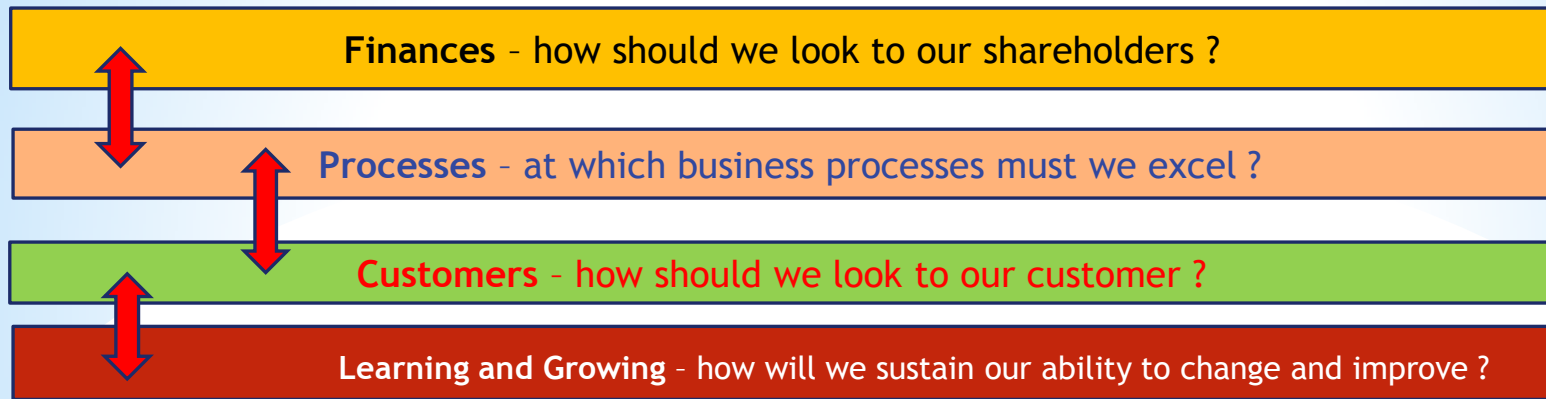 Finances – how should we look to our shareholders ?
Processes – at which business processes must we excel ?
Customers – how should we look to our customer ?
Learning and Growing – how will we sustain our ability to change and improve ?